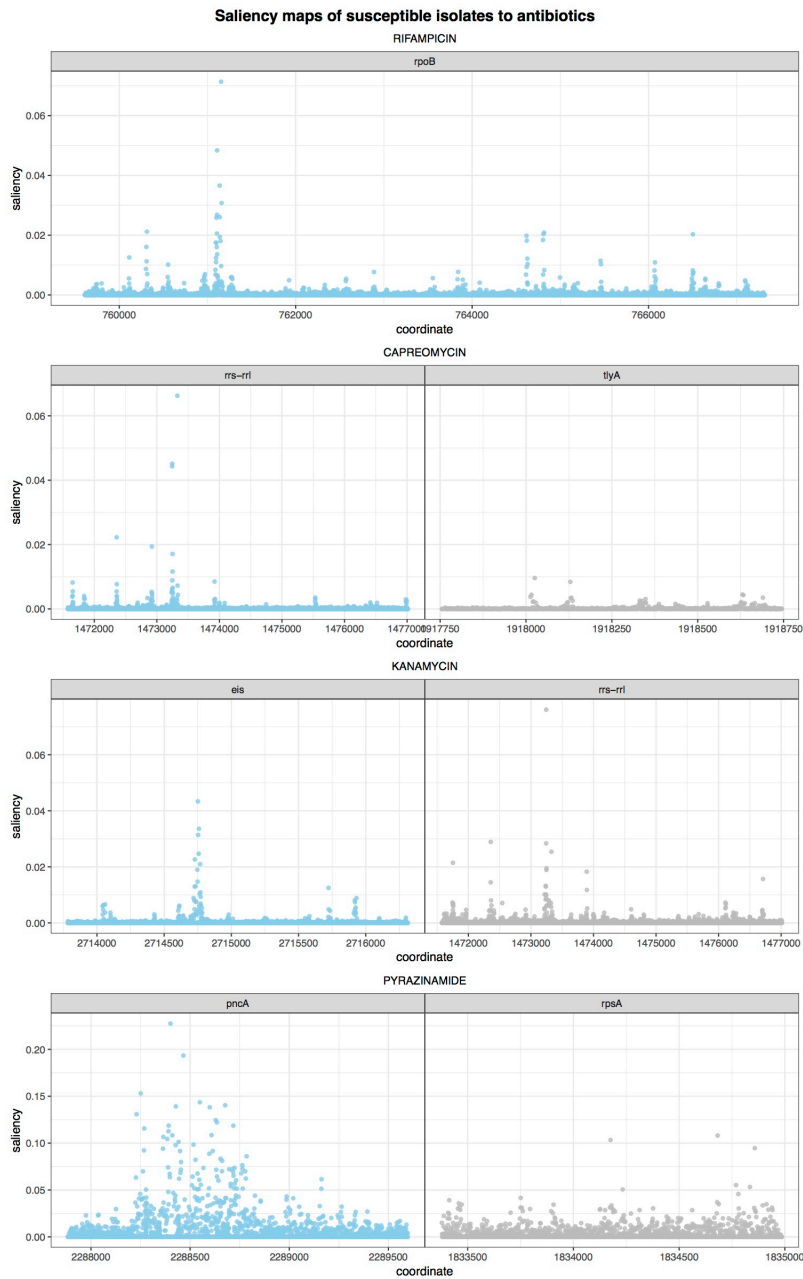 Saliency maps of susceptible isolates to antibiotics
RIFAMPICIN
rpoB
saliency
0.06
0.04
0.02
0.00
760000 762000 764000 766000
coordinate
CAPREOMYCIN
rrs−rrl tlyA
saliency
0.06
0.04
0.02
0.00
1472000 1473000 1474000 1475000 1476000 1477000 1917750 1918000 1918250 1918500 1918750
coordinate
KANAMYCIN
eis rrs−rrl
saliency
0.06
0.04
0.02
0.00
2714000 2714500 2715000 2715500 2716000 1472000 1473000 1474000 1475000 1476000 1477000
coordinate
PYRAZINAMIDE
pncA rpsA
saliency
0.20
0.15
0.10
0.05
0.00
2288000 2288500 2289000 2289500 1833500 1834000 1834500 1835000
coordinate